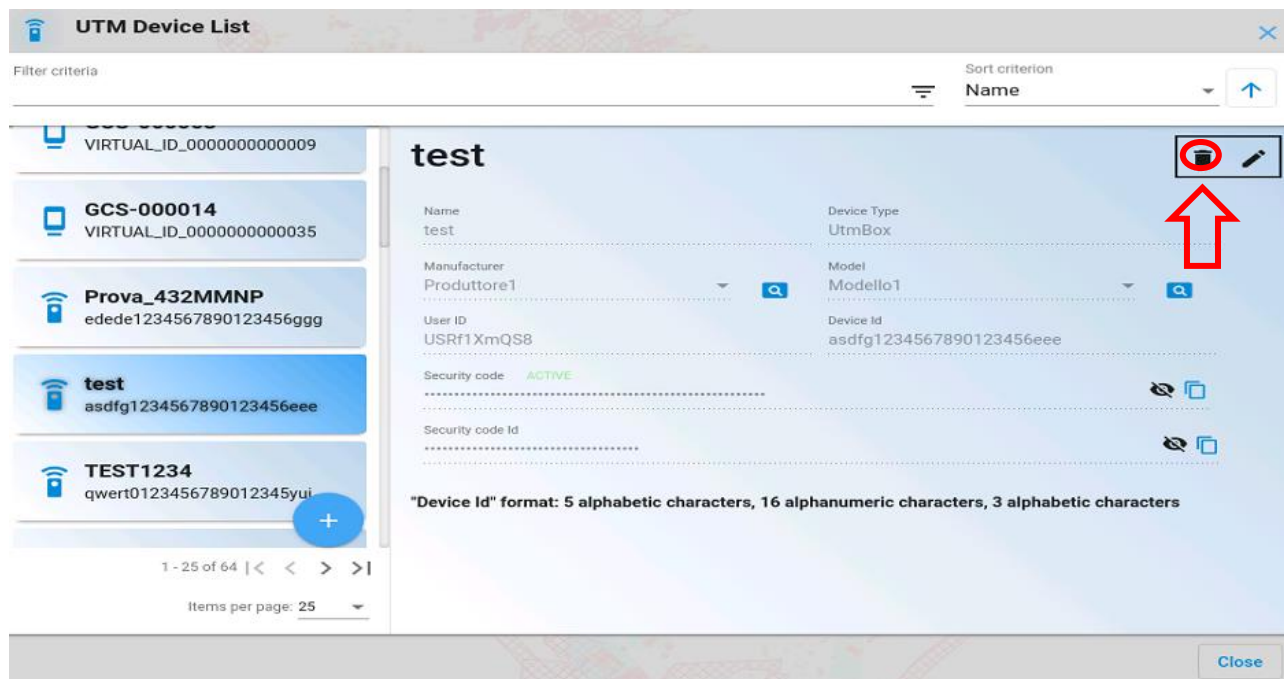 UTM Device List
Filter criteria
Sort criterion
Name
VIRTUAL_ID_0000000000009
GCS-000014
VIRTUAL_ID_0000000000035
Prova_432MMNP
edede1234567890123456ggg
test
asdfg1234567890123456eee
TEST1234
qwert0123456789012345yui
1 - 25 of 64
Items per page: 25
test
Name
test
Device Type
UtmBox
Manufacturer
Produttore1
Model
Modello1
User ID
USRf1XmQS8
Device Id
asdfg1234567890123456eee
Security code ACTIVE
Security code Id
"Device Id" format: 5 alphabetic characters, 16 alphanumeric characters, 3 alphabetic characters
Close